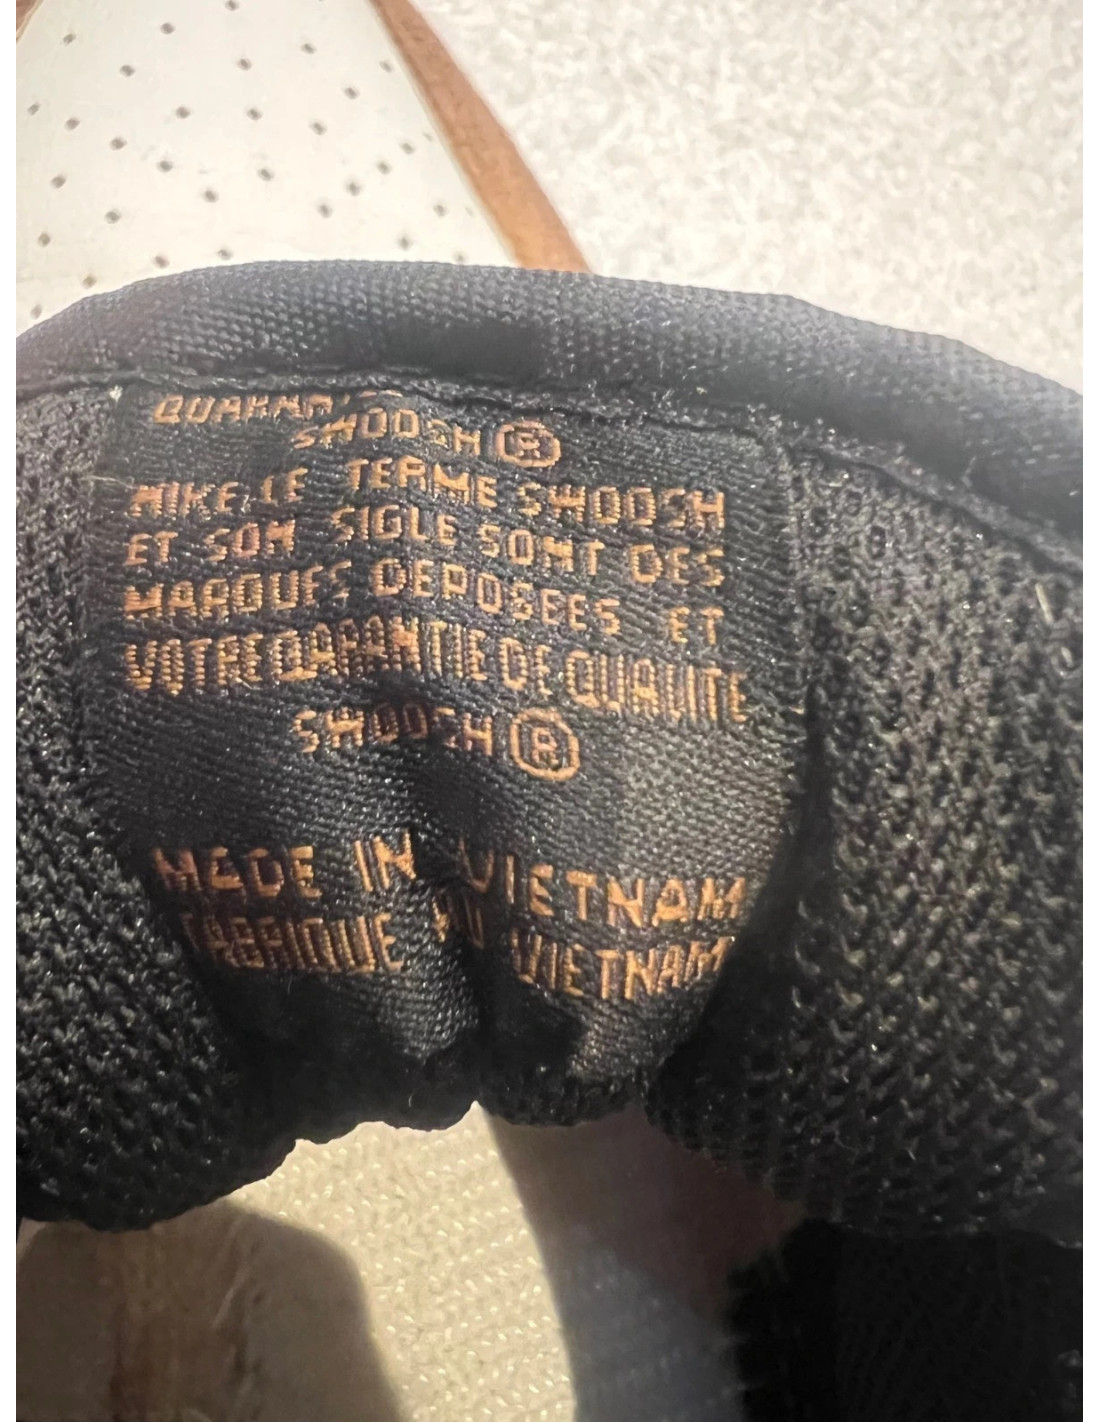 SWOOSH ®
NIKE, LE TERME SWOOSH
ET SON SIGLE SONT DES
MARQUES DEPOSEES ET
VOTRE GARANTIE DE QUALITE
SWOOSH ®
MADE IN VIETNAM
FABRIQUE AU VIETNAM